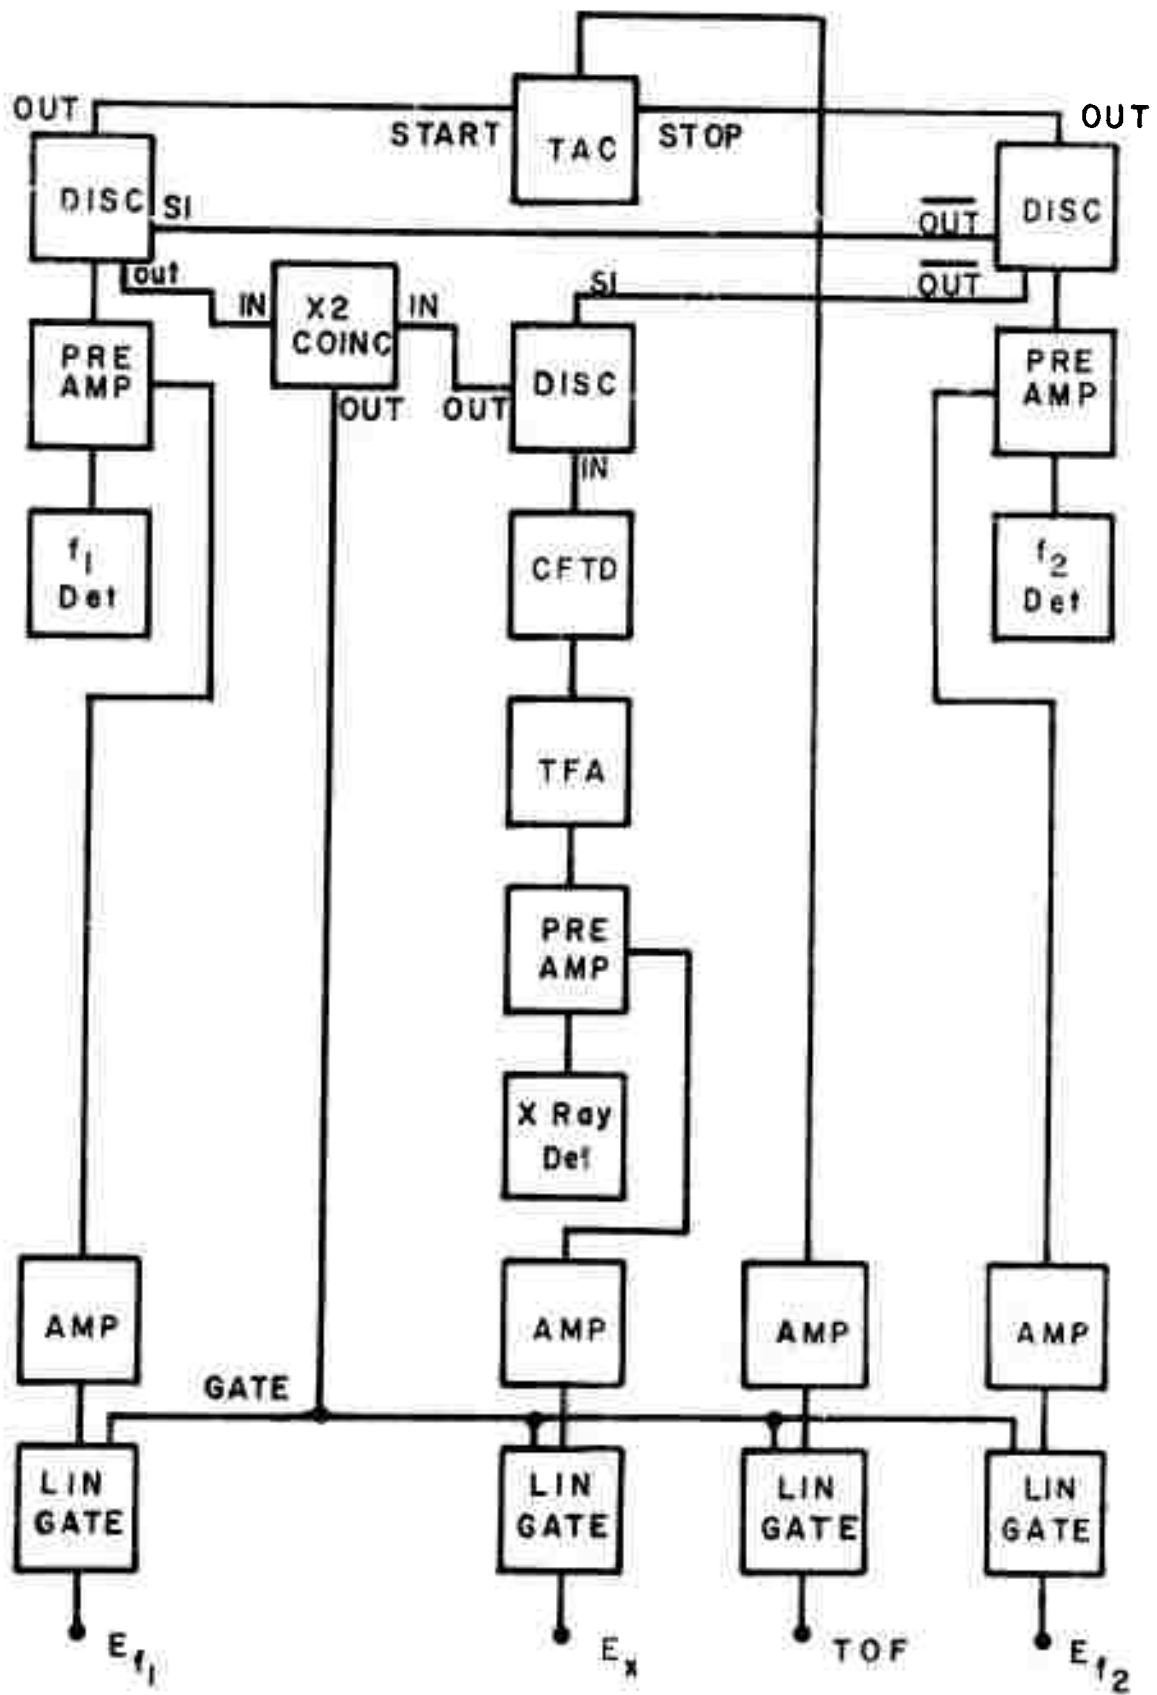 OUT
START
TAC
STOP
OUT
DISC
SI
OUT
DISC
out
IN
X2
COINC
IN
SI
OUT
PRE
AMP
OUT
OUT
DISC
PRE
AMP
IN
f1
Det
CFTD
f2
Det
TFA
PRE
AMP
X Ray
Det
AMP
AMP
AMP
AMP
GATE
LIN
GATE
LIN
GATE
LIN
GATE
LIN
GATE
Ef1
Ex
TOF
Ef2